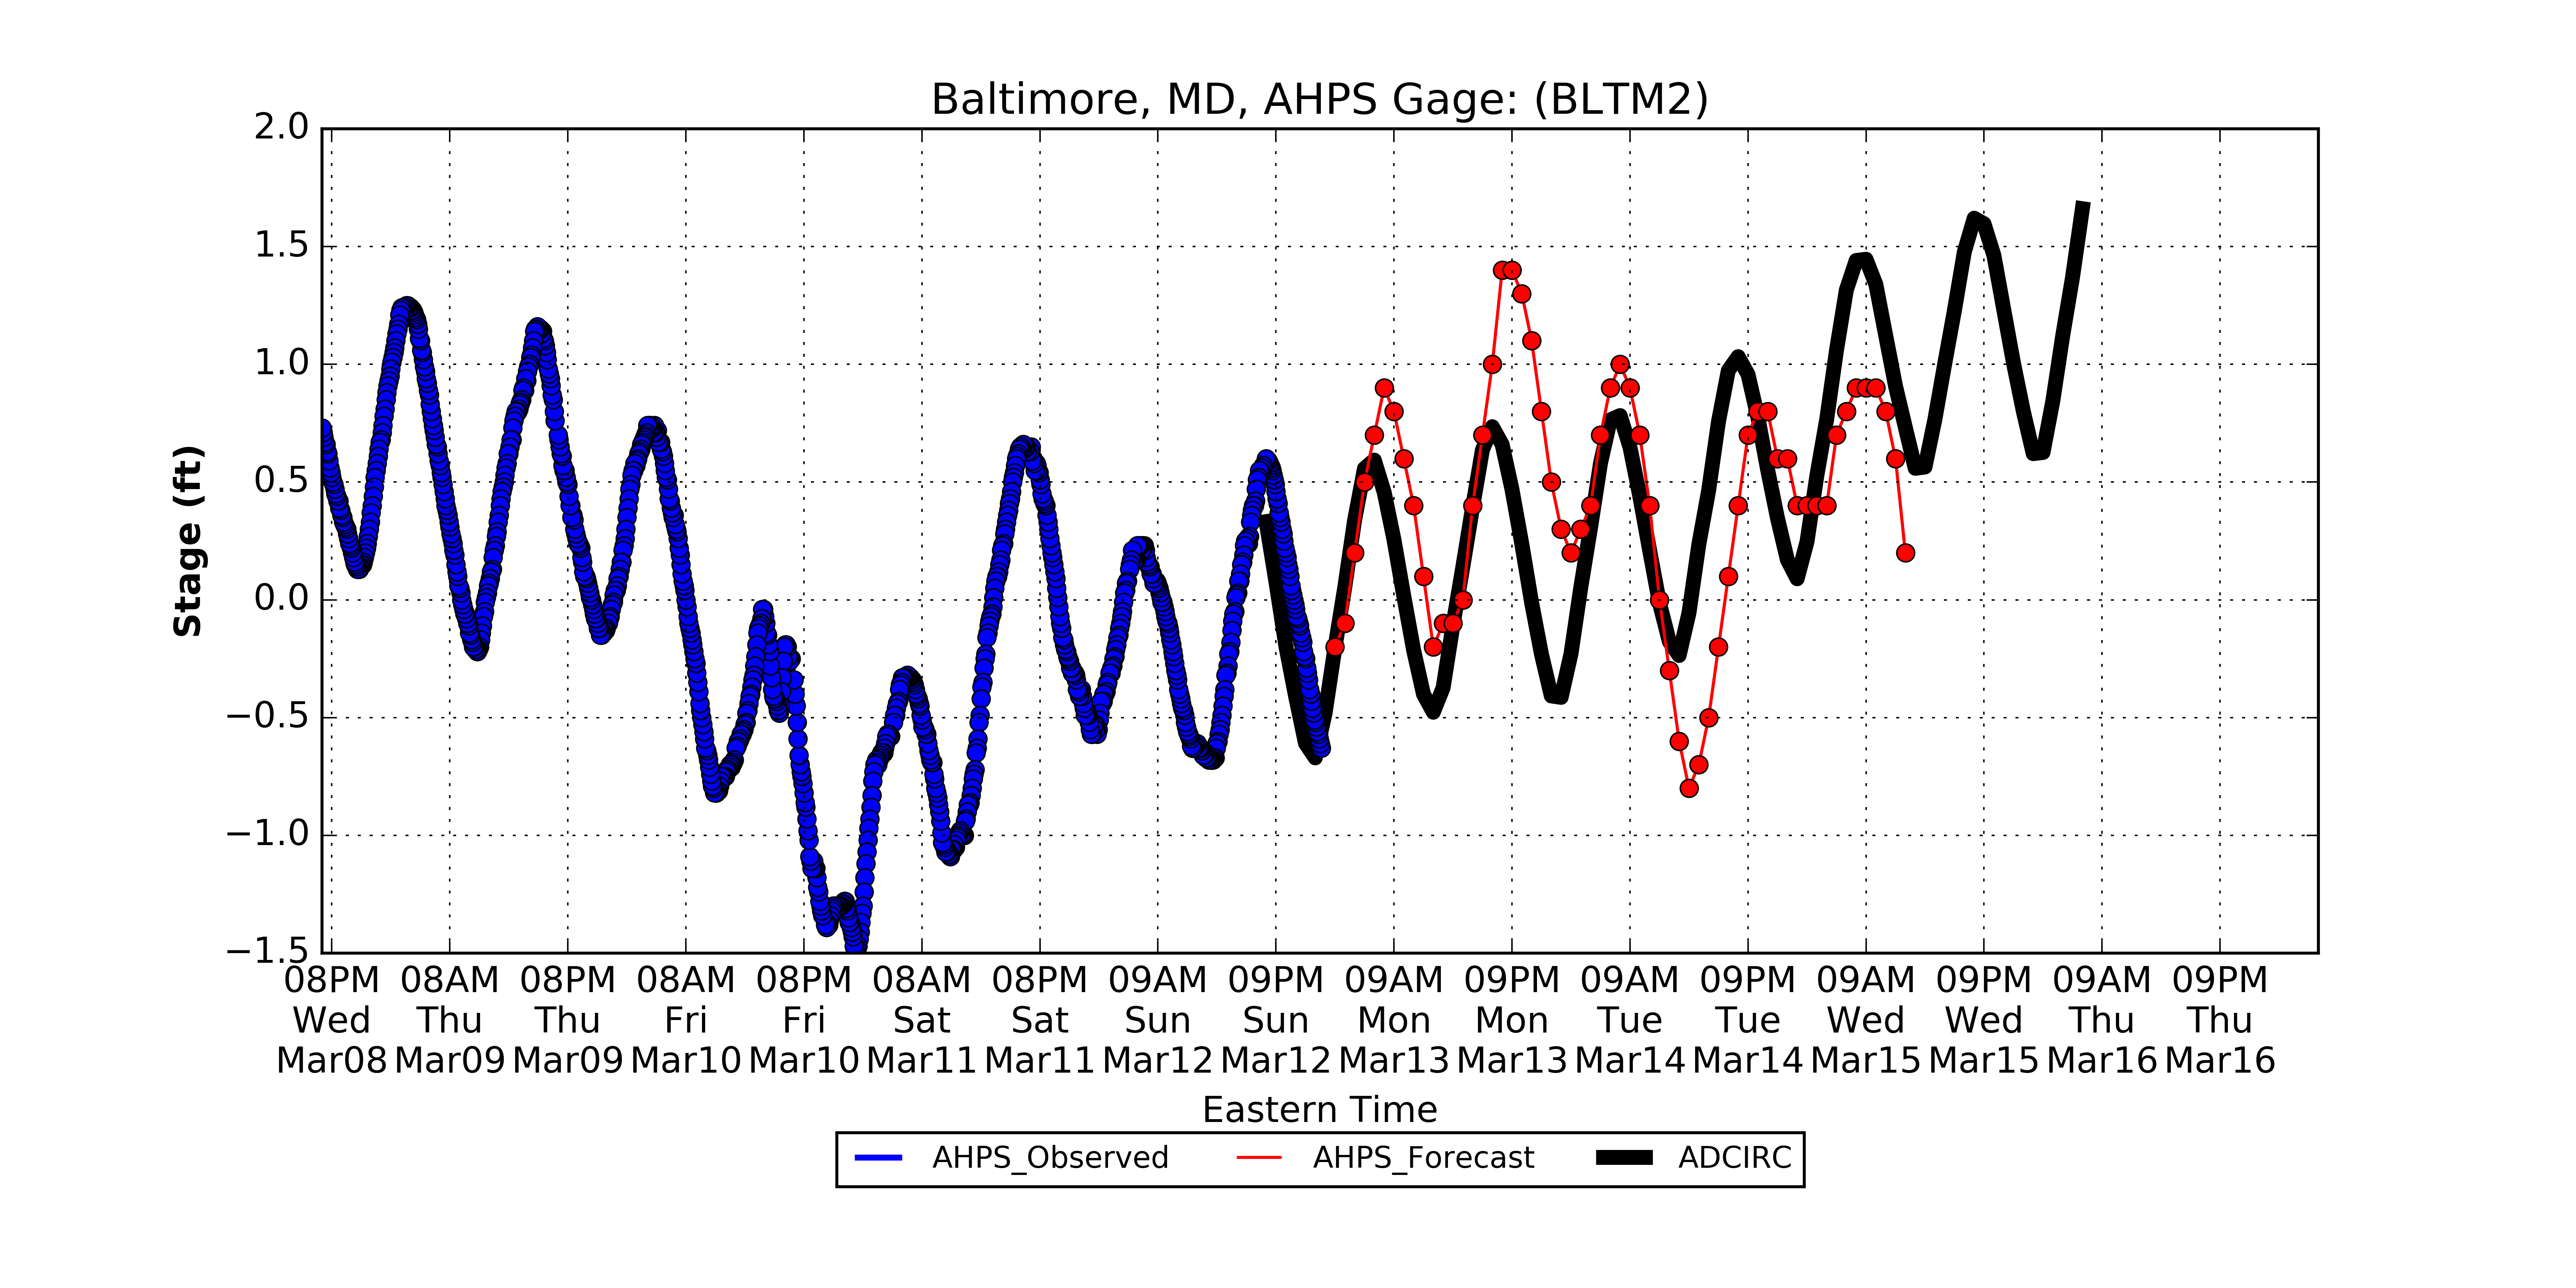 Baltimore, MD, AHPS Gage: (BLTM2)
2.0
1.5
1.0
0.5
0.0
−0.5
−1.0
−1.5
Stage (ft)
08PM 08AM 08PM 08AM 08PM 08AM 08PM 09AM 09PM 09AM 09PM 09AM 09PM 09AM 09PM 09AM 09PM
Wed Thu Thu Fri Fri Sat Sat Sun Sun Mon Mon Tue Tue Wed Wed Thu Thu
Mar08 Mar09 Mar09 Mar10 Mar10 Mar11 Mar11 Mar12 Mar12 Mar13 Mar13 Mar14 Mar14 Mar15 Mar15 Mar16 Mar16
Eastern Time
AHPS_Observed AHPS_Forecast ADCIRC